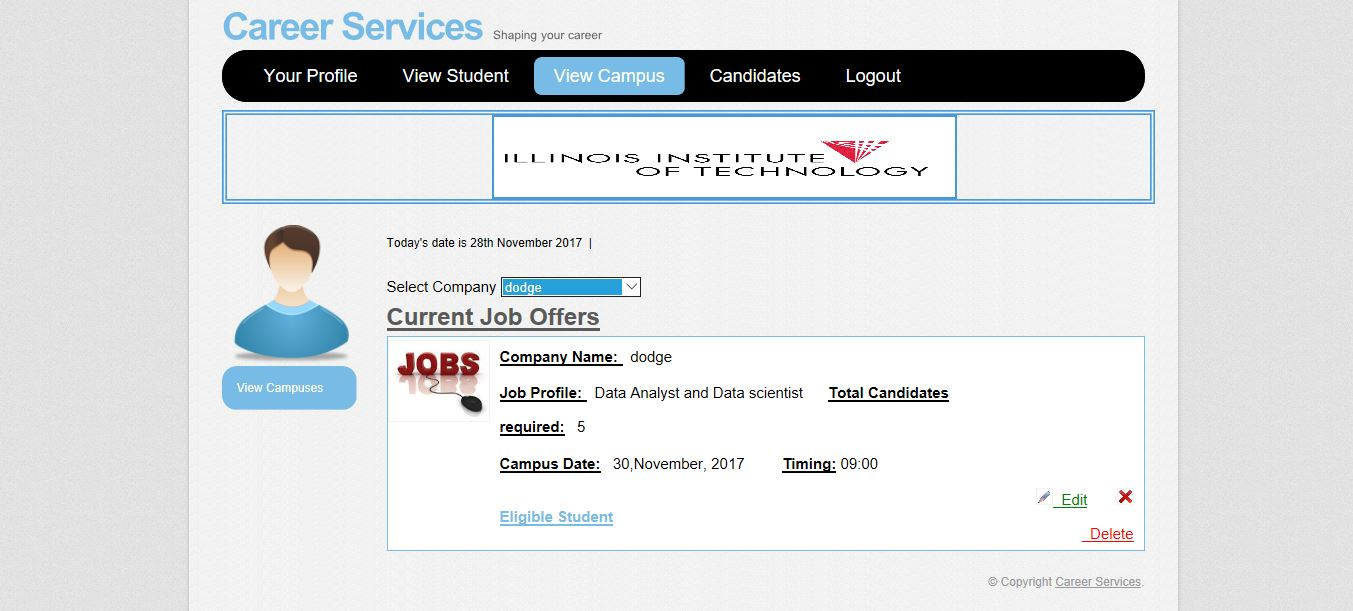 Career Services Shaping your career
Your Profile View Student View Campus Candidates Logout
ILLINOIS INSTITUTE
OF TECHNOLOGY
Today's date is 28th November 2017 |
Select Company dodge
Current Job Offers
JOBS
Company Name: dodge
View Campuses
Job Profile: Data Analyst and Data scientist Total Candidates
required: 5
Campus Date: 30,November, 2017 Timing: 09:00
Edit
Eligible Student
Delete
© Copyright Career Services.